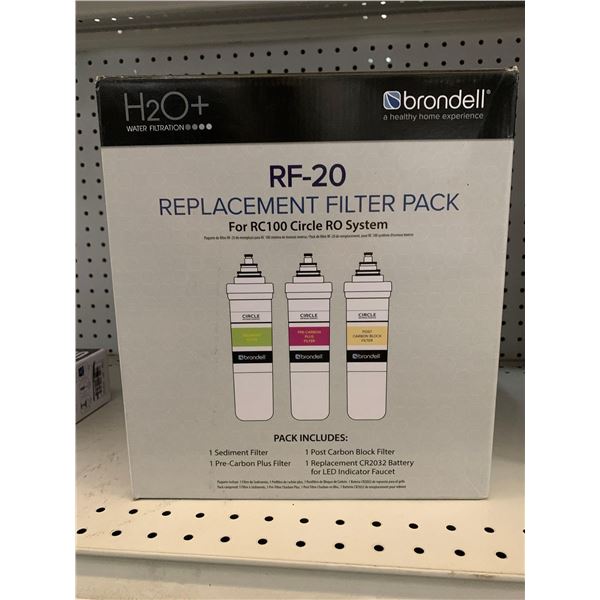 H2O+
WATER FILTRATION
brondell®
a healthy home experience
RF-20
REPLACEMENT FILTER PACK
For RC100 Circle RO System
CIRCLE
SEDIMENT FILTER
brondell
CIRCLE
PRE-CARBON
PLUS
FILTER
brondell
CIRCLE
POST
CARBON BLOCK
FILTER
brondell
PACK INCLUDES:
1 Sediment Filter
1 Pre-Carbon Plus Filter
1 Post Carbon Block Filter
1 Replacement CR2032 Battery
for LED Indicator Faucet